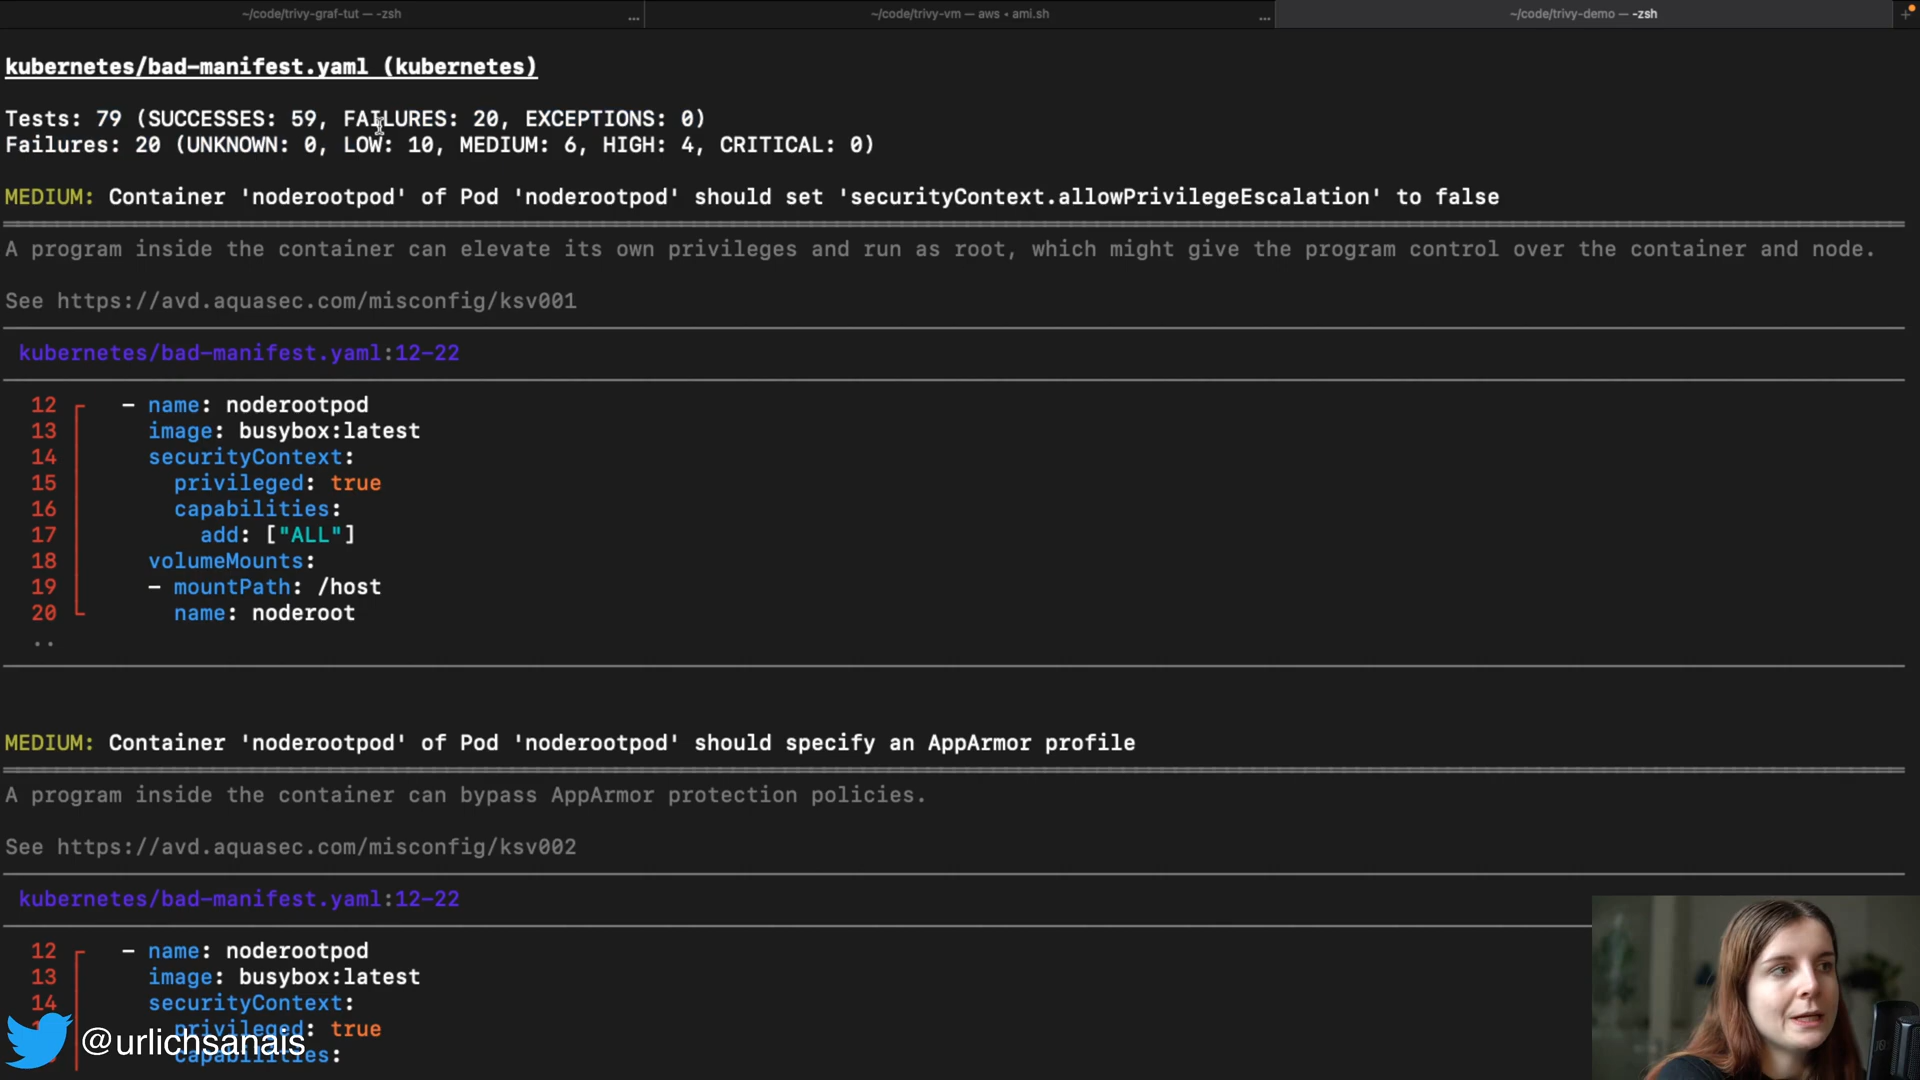 ~/code/trivy-graf-tut — -zsh
...
~/code/trivy-vm — aws • ami.sh
...
~/code/trivy-demo — -zsh
+
kubernetes/bad-manifest.yaml (kubernetes)
Tests: 79 (SUCCESSES: 59, FAILURES: 20, EXCEPTIONS: 0)
Failures: 20 (UNKNOWN: 0, LOW: 10, MEDIUM: 6, HIGH: 4, CRITICAL: 0)
MEDIUM: Container 'noderootpod' of Pod 'noderootpod' should set 'securityContext.allowPrivilegeEscalation' to false
A program inside the container can elevate its own privileges and run as root, which might give the program control over the container and node.
See https://avd.aquasec.com/misconfig/ksv001
kubernetes/bad-manifest.yaml:12-22
12 - name: noderootpod
13 image: busybox:latest
14 securityContext:
15 privileged: true
16 capabilities:
17 add: ["ALL"]
18 volumeMounts:
19 - mountPath: /host
20 name: noderoot
..
MEDIUM: Container 'noderootpod' of Pod 'noderootpod' should specify an AppArmor profile
A program inside the container can bypass AppArmor protection policies.
See https://avd.aquasec.com/misconfig/ksv002
kubernetes/bad-manifest.yaml:12-22
12 - name: noderootpod
13 image: busybox:latest
14 securityContext:
privileged: true
@urlichsanais
capabilities: